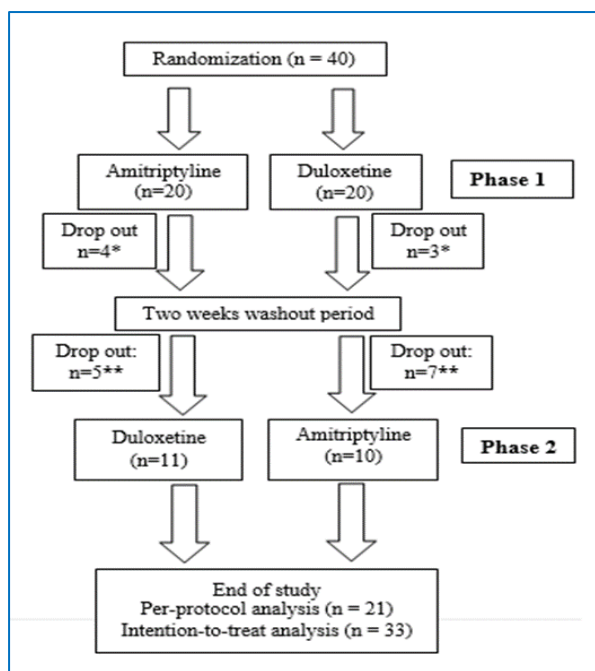 Randomization (n = 40)
Amitriptyline
(n=20)
Duloxetine
(n=20)
Phase 1
Drop out
n=4*
Drop out
n=3*
Two weeks washout period
Drop out:
n=5**
Drop out:
n=7**
Duloxetine
(n=11)
Amitriptyline
(n=10)
Phase 2
End of study
Per-protocol analysis (n = 21)
Intention-to-treat analysis (n = 33)